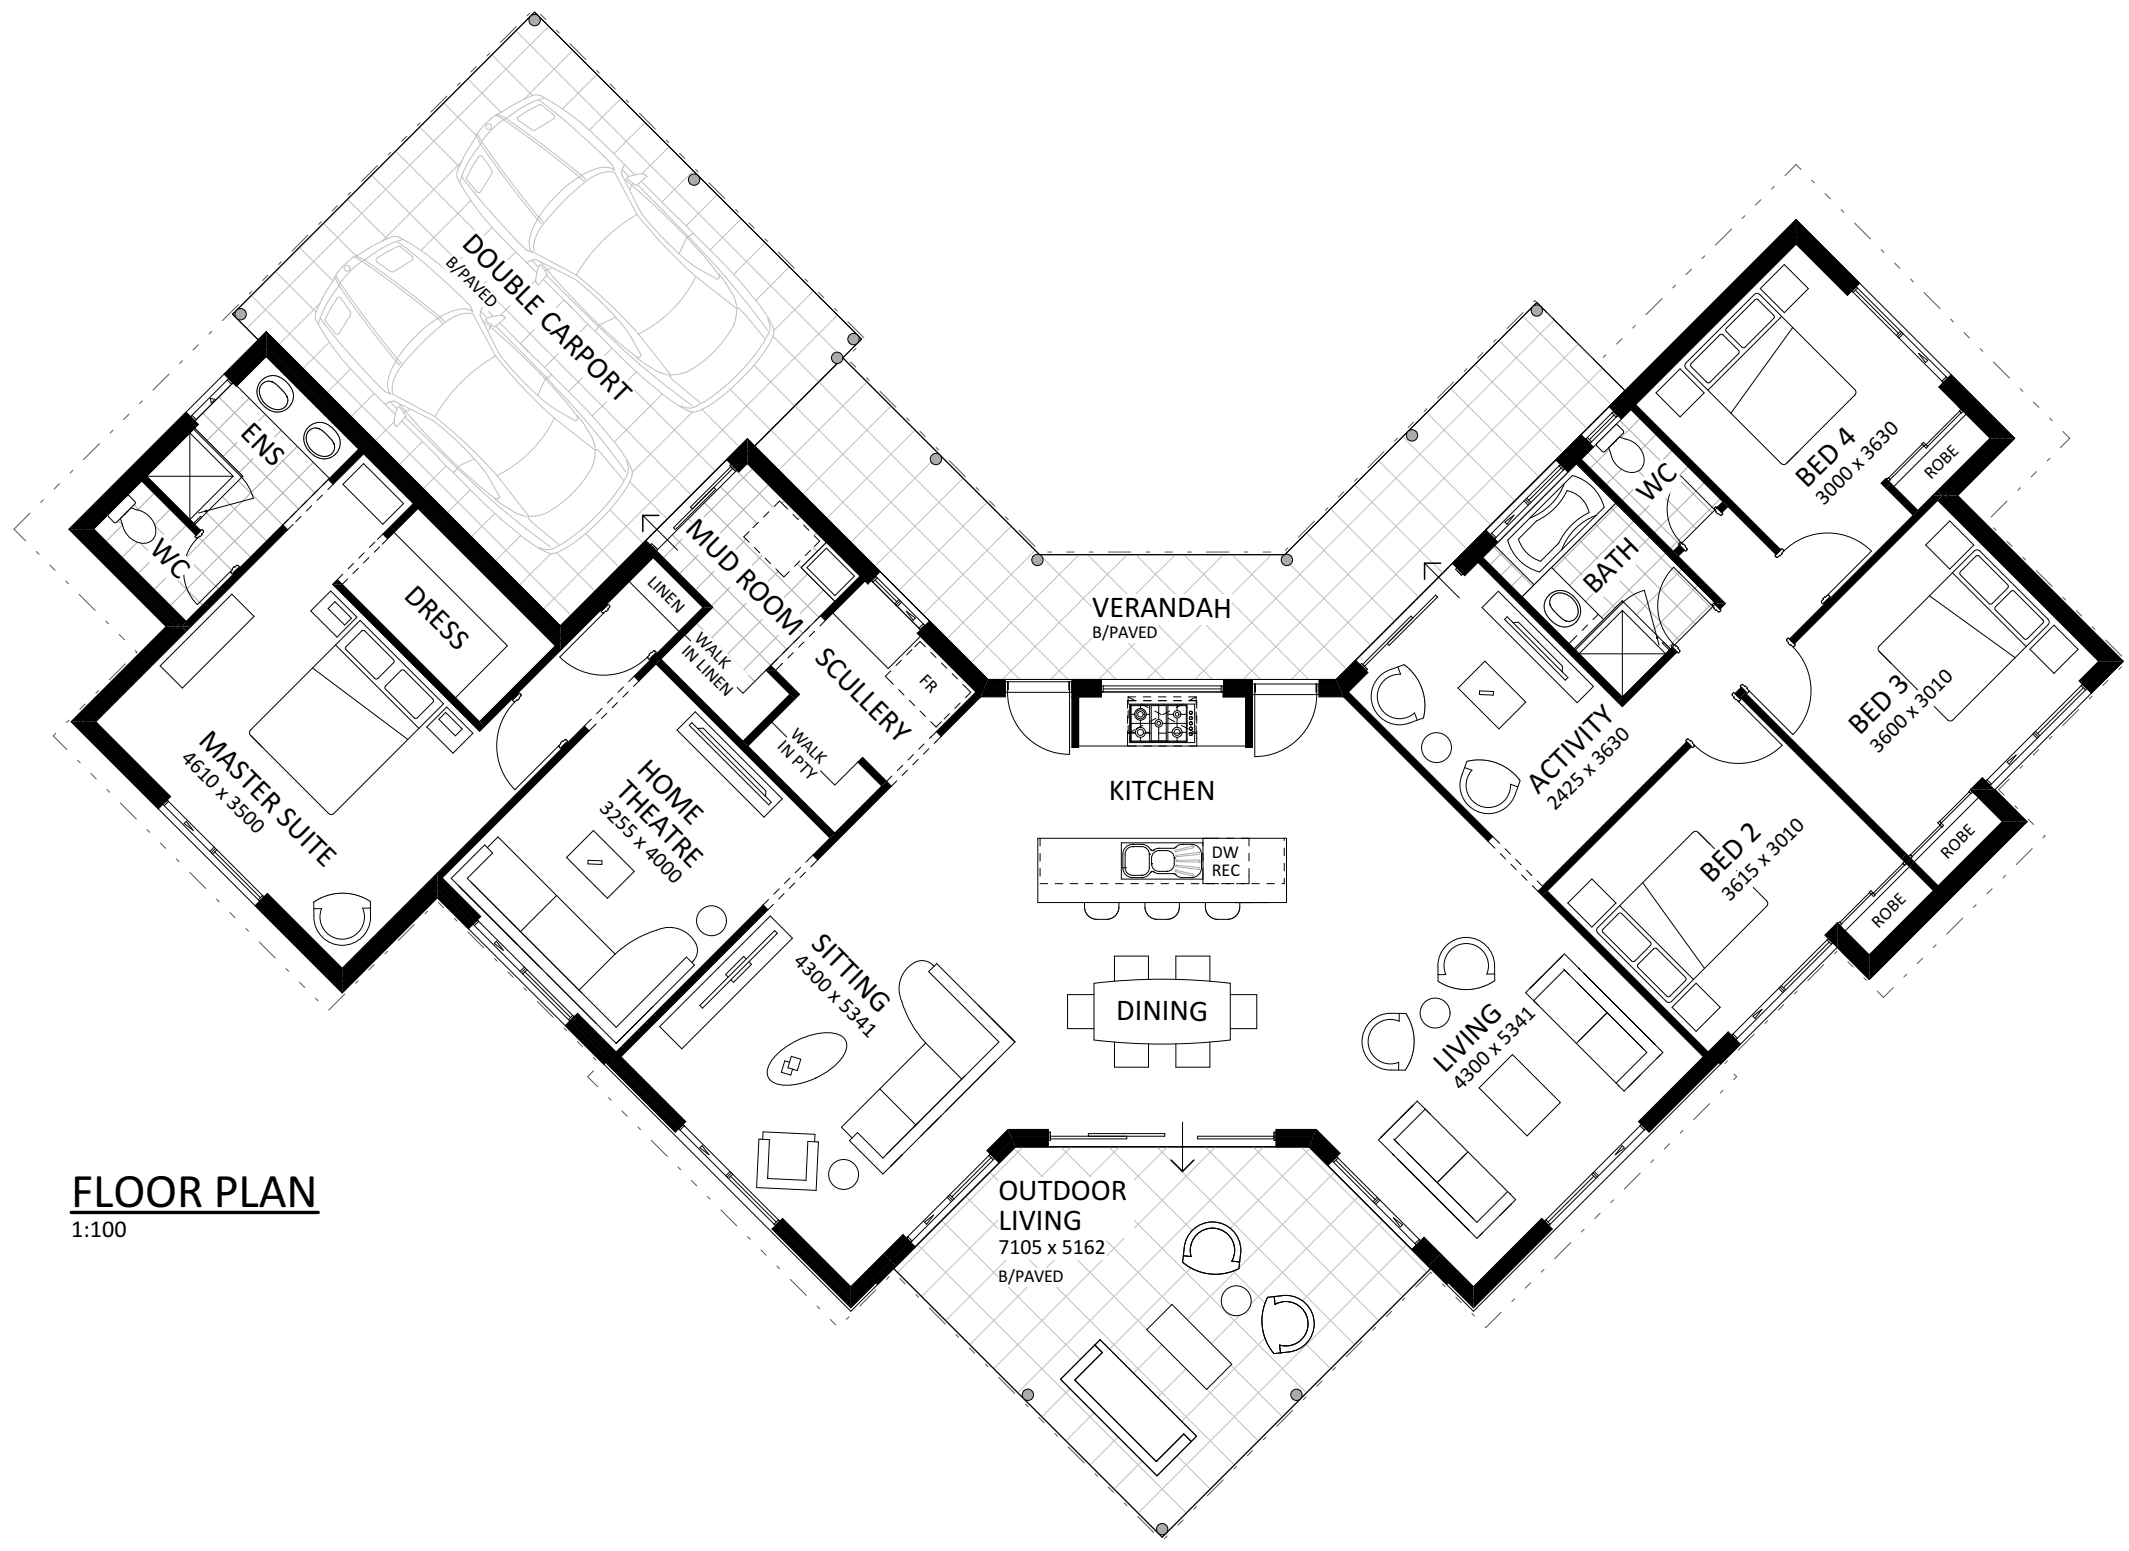 DOUBLE CARPORT
B/PAVED
ENS
WC
DRESS
MASTER SUITE
4610 x 3500
LINEN
MUD ROOM
WALK
IN LINEN
SCULLERY
FR
WALK
IN PTY
HOME
THEATRE
3255 x 4000
SITTING
4300 x 5341
VERANDAH
B/PAVED
KITCHEN
DW
REC
DINING
LIVING
4300 x 5341
OUTDOOR
LIVING
7105 x 5162
B/PAVED
ACTIVITY
2425 x 3630
BATH
WC
BED 4
3000 x 3630
ROBE
BED 3
3600 x 3010
ROBE
BED 2
3615 x 3010
ROBE
FLOOR PLAN
1:100